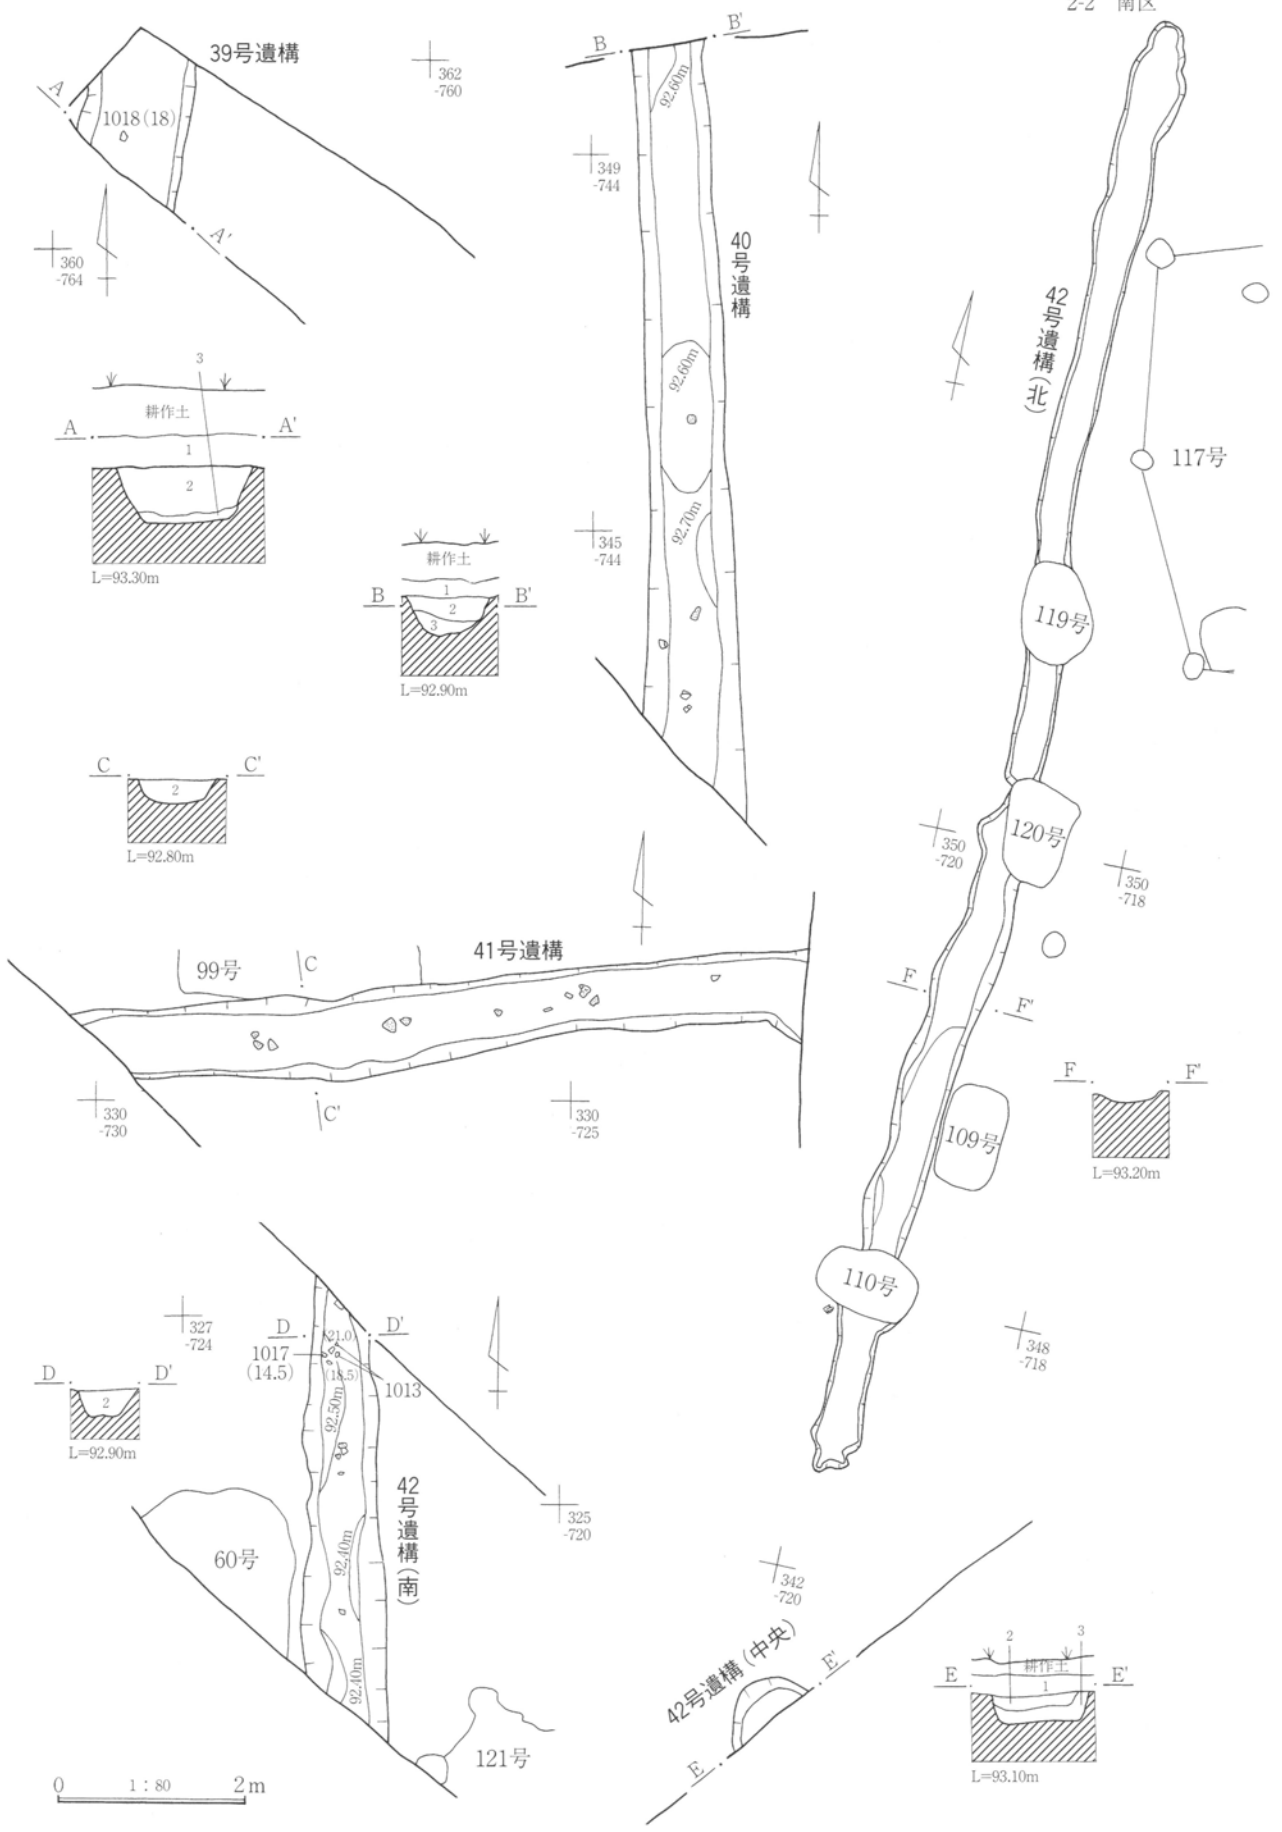 2-2 南区
39号遺構
362
-760
A
1018(18)
A'
360
-764
3
耕作土
A
A'
1
2
L=93.30m
B
B'
92.60m
349
-744
40号遺構
92.60m
345
-744
92.70m
耕作土
B
1
B'
2
3
L=92.90m
C
C'
2
L=92.80m
42号遺構(北)
117号
119号
120号
350
-720
350
-718
F
F'
109号
F
F'
L=93.20m
110号
348
-718
99号
C
41号遺構
330
-730
C'
330
-725
327
-724
D
D'
(21.0)
1017
(14.5)
(18.5)
1013
92.50m
D
D'
2
L=92.90m
42号遺構(南)
325
-720
60号
92.40m
92.40m
121号
342
-720
42号遺構(中央)
E'
E
2
3
耕作土
E
1
E'
L=93.10m
0
1:80
2m